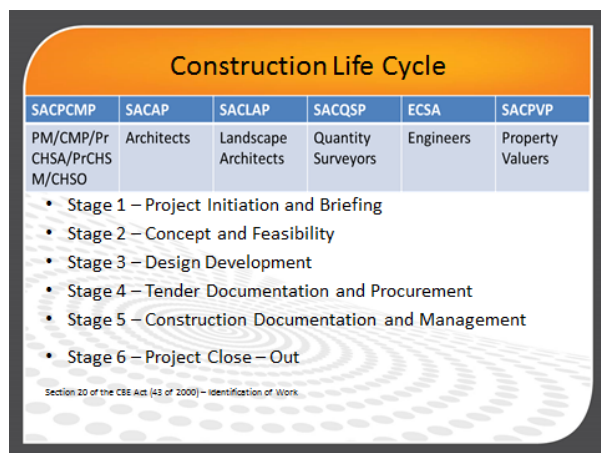 Construction Life Cycle
SACPCMP SACAP SACLAP SACQSP ECSA SACPVP
PM/CMP/Pr Architects Landscape Quantity Engineers Property
CHSA/PrCHS Architects Surveyors Valuers
M/CHSO
• Stage 1 – Project Initiation and Briefing
• Stage 2 – Concept and Feasibility
• Stage 3 – Design Development
• Stage 4 – Tender Documentation and Procurement
• Stage 5 – Construction Documentation and Management
• Stage 6 – Project Close – Out
Section 20 of the CBE Act (43 of 2000) – Identification of Work